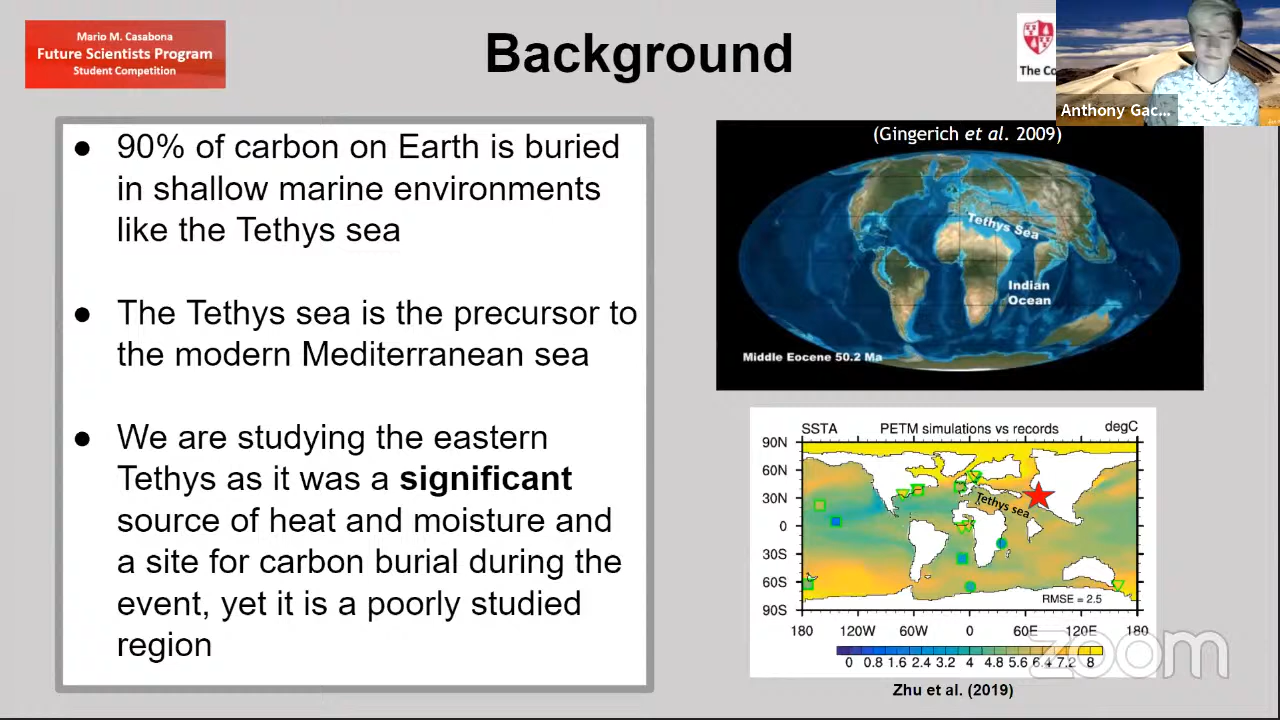 Mario M. Casabona
Future Scientists Program
Student Competition
Background
The Co
Anthony Gac...
● 90% of carbon on Earth is buried
in shallow marine environments
like the Tethys sea
● The Tethys sea is the precursor to
the modern Mediterranean sea
● We are studying the eastern
Tethys as it was a significant
source of heat and moisture and
a site for carbon burial during the
event, yet it is a poorly studied
region
(Gingerich et al. 2009)
Tethys Sea
Indian
Ocean
Middle Eocene 50.2 Ma
SSTA PETM simulations vs records degC
90N
60N
30N
0
30S
60S
90S
Tethys sea
RMSE = 2.5
180 120W 60W 0 60E 120E 180
0 0.8 1.6 2.4 3.2 4 4.8 5.6 6.4 7.2 8
Zhu et al. (2019)
zoom